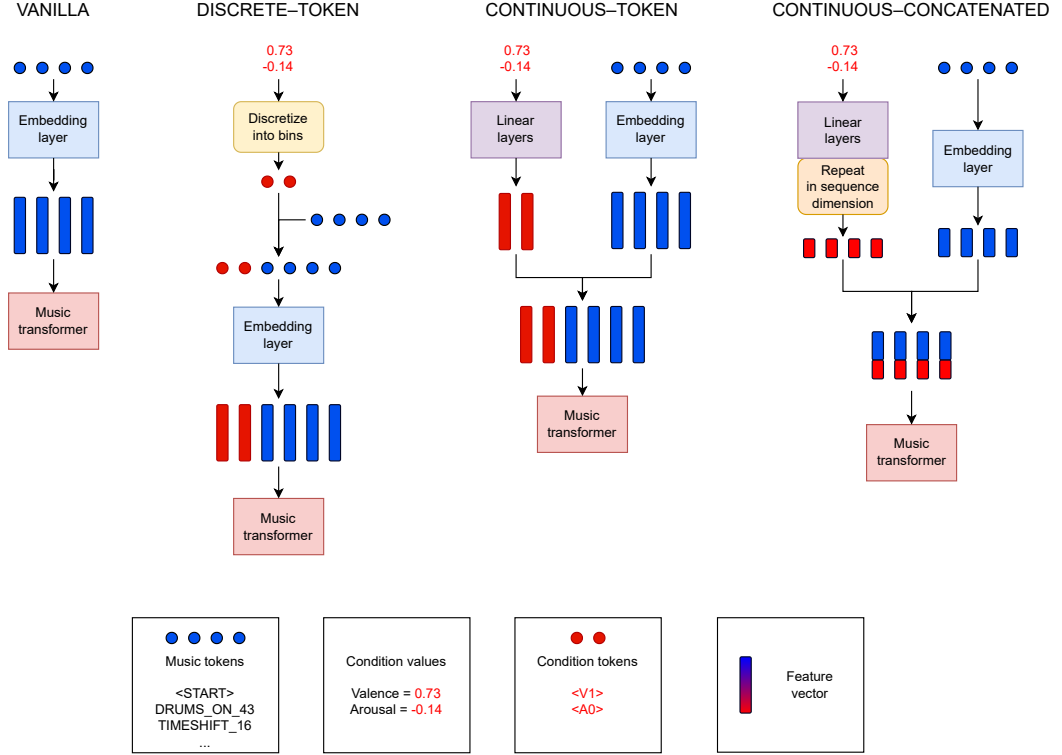 VANILLA
Embedding
layer
Music
transformer
DISCRETE–TOKEN
0.73
-0.14
Discretize
into bins
Embedding
layer
Music
transformer
CONTINUOUS–TOKEN
0.73
-0.14
Linear
layers
Embedding
layer
Music
transformer
CONTINUOUS–CONCATENATED
0.73
-0.14
Linear
layers
Repeat
in sequence
dimension
Embedding
layer
Music
transformer
Music tokens
<START>
DRUMS_ON_43
TIMESHIFT_16
...
Condition values
Valence = 0.73
Arousal = -0.14
Condition tokens
<V1>
<A0>
Feature
vector